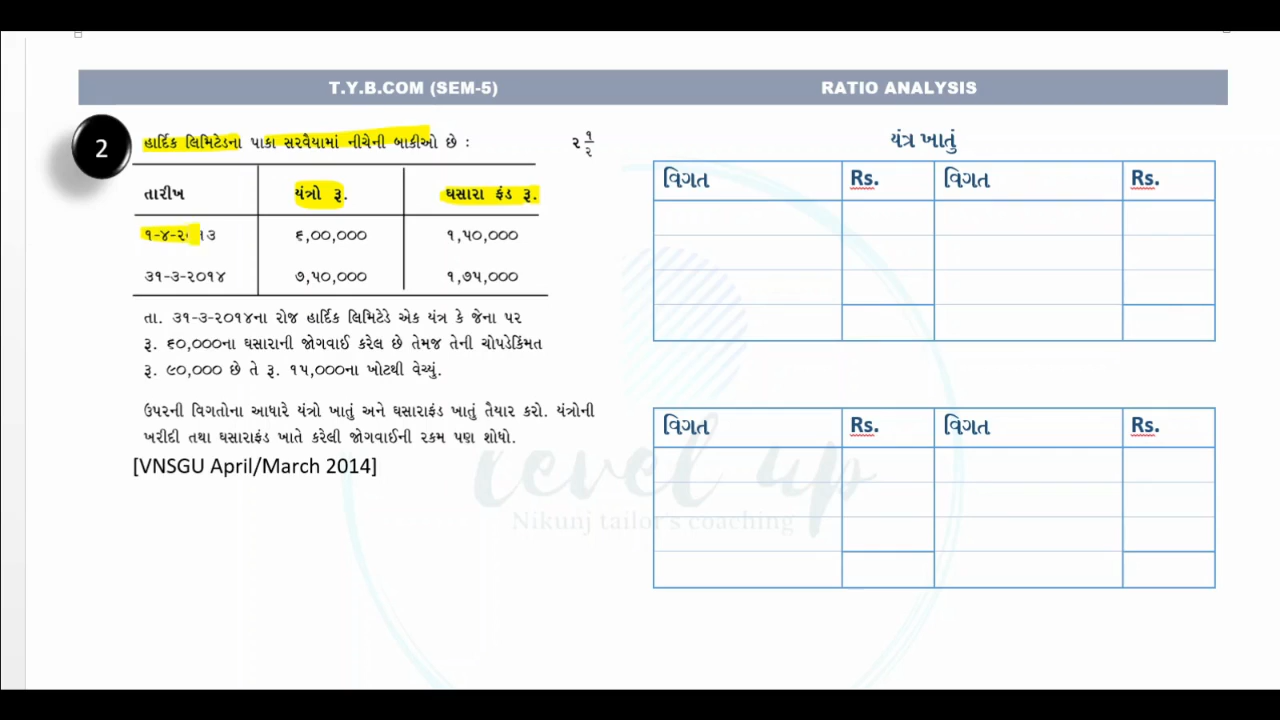 T.Y.B.COM (SEM-5) RATIO ANALYSIS
2
હાર્દિક લિમિટેડના પાકા સરવૈયામાં નીચેની બાકીઓ છે : ૨ ૧/૨
તારીખ યંત્રો રૂ. ઘસારા ફંડ રૂ.
૧-૪-૨૦૧૩ ૬,૦૦,૦૦૦ ૧,૫૦,૦૦૦
૩૧-૩-૨૦૧૪ ૭,૫૦,૦૦૦ ૧,૭૫,૦૦૦
તા. ૩૧-૩-૨૦૧૪ના રોજ હાર્દિક લિમિટેડે એક યંત્ર કે જેના પર
રૂ. ૬૦,૦૦૦ના ઘસારાની જોગવાઈ કરેલ છે તેમજ તેની ચોપડેકિંમત
રૂ. ૯૦,૦૦૦ છે તે રૂ. ૧૫,૦૦૦ના ખોટથી વેચ્યું.
ઉપરની વિગતોના આધારે યંત્રો ખાતું અને ઘસારાફંડ ખાતું તૈયાર કરો. યંત્રોની
ખરીદી તથા ઘસારાફંડ ખાતે કરેલી જોગવાઈની રકમ પણ શોધો.
[VNSGU April/March 2014]
યંત્ર ખાતું
વિગત Rs. વિગત Rs.
વિગત Rs. વિગત Rs.
level up
Nikunj tailor's coaching